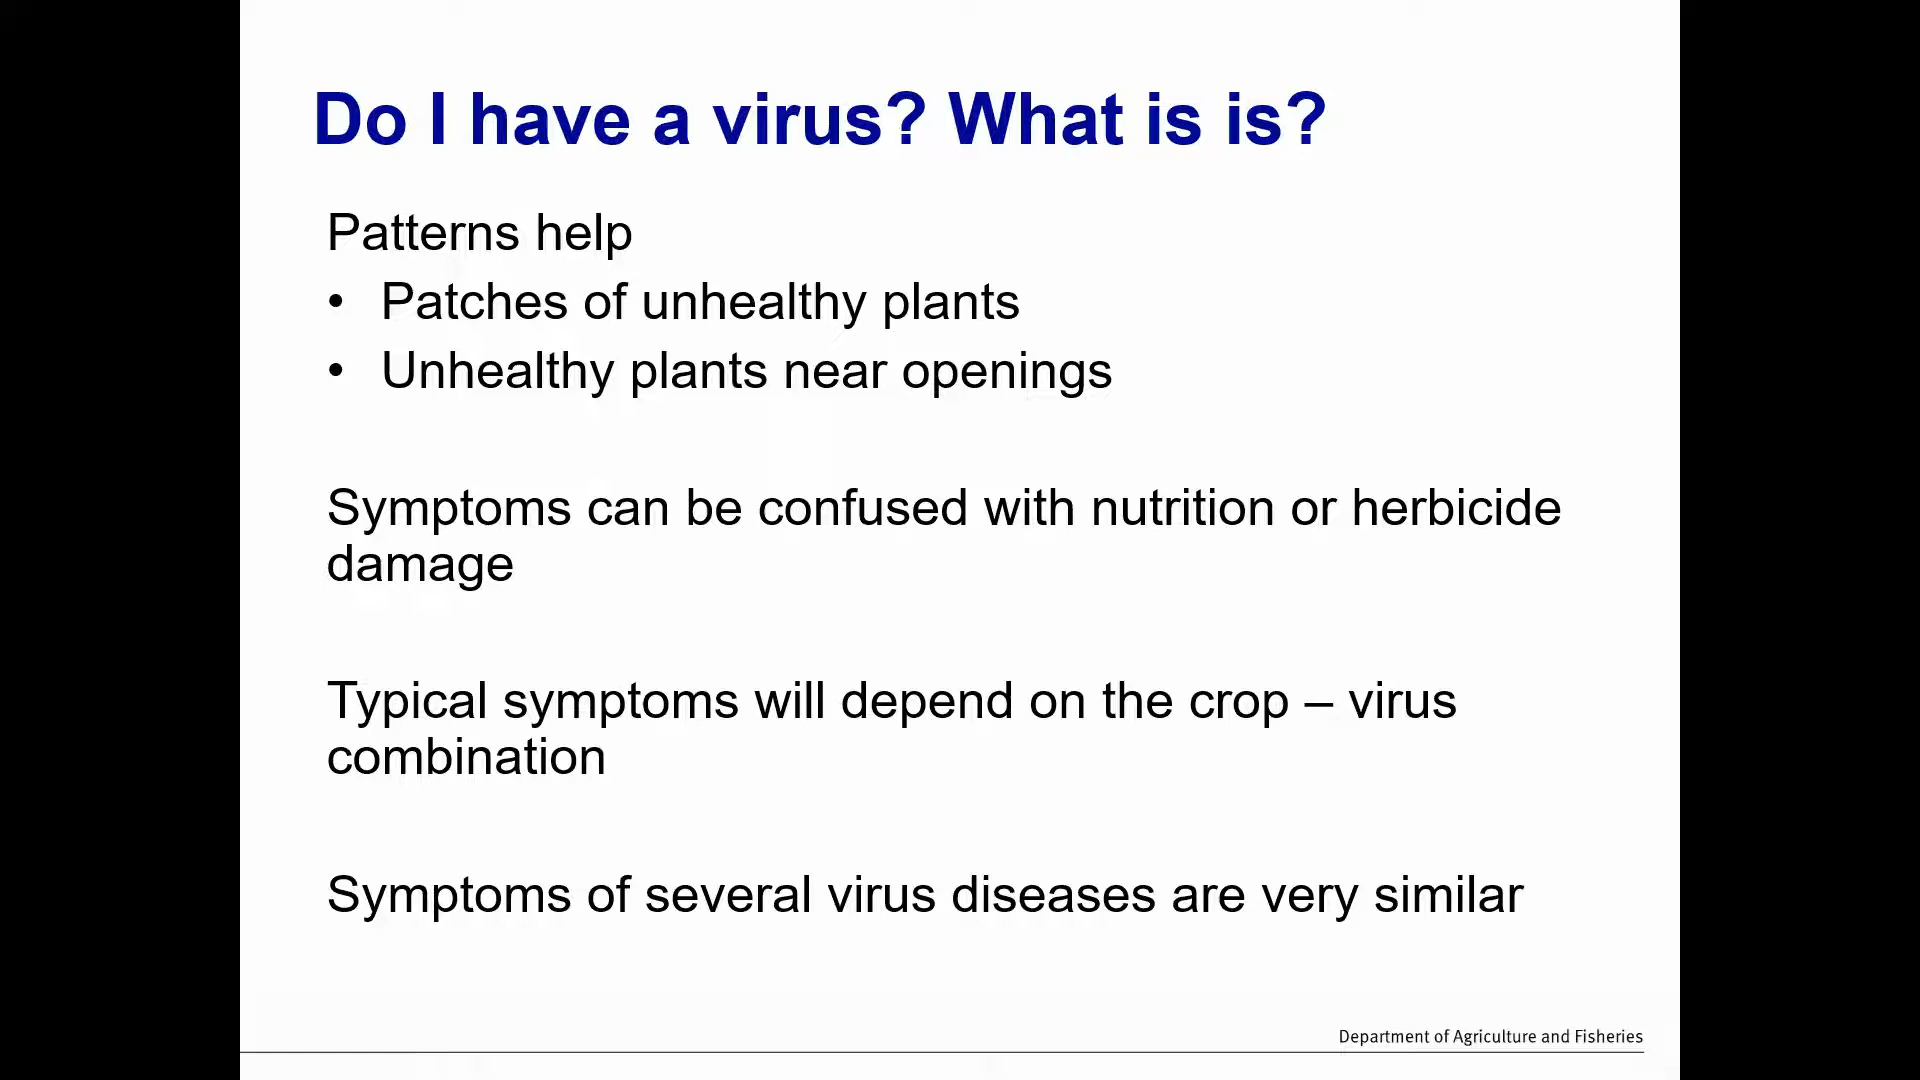 Do I have a virus? What is is?
Patterns help
• Patches of unhealthy plants
• Unhealthy plants near openings
Symptoms can be confused with nutrition or herbicide
damage
Typical symptoms will depend on the crop – virus
combination
Symptoms of several virus diseases are very similar
Department of Agriculture and Fisheries